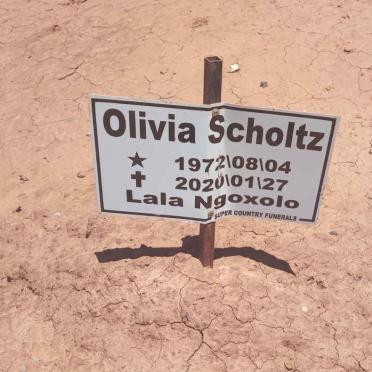 Olivia Scholtz
★ 1972\08\04
✝ 2020\01\27
Lala Ngoxolo
SUPER COUNTRY FUNERALS